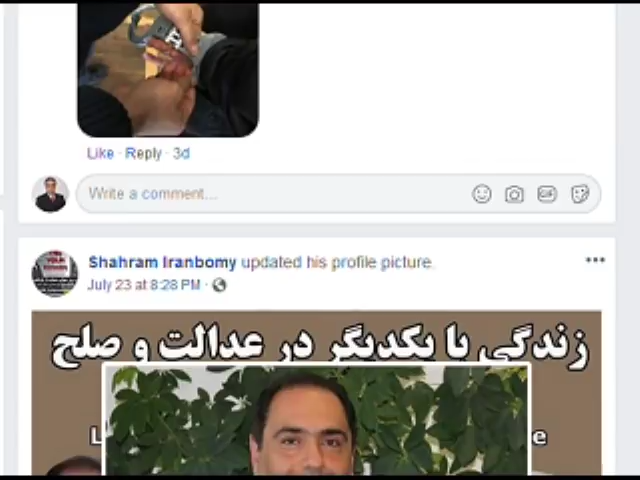 Like · Reply · 3d
Write a comment...
GIF
Shahram Iranbomy updated his profile picture.
July 23 at 8:28 PM ·
زندگی با یکدیگر در عدالت و صلح
L
e